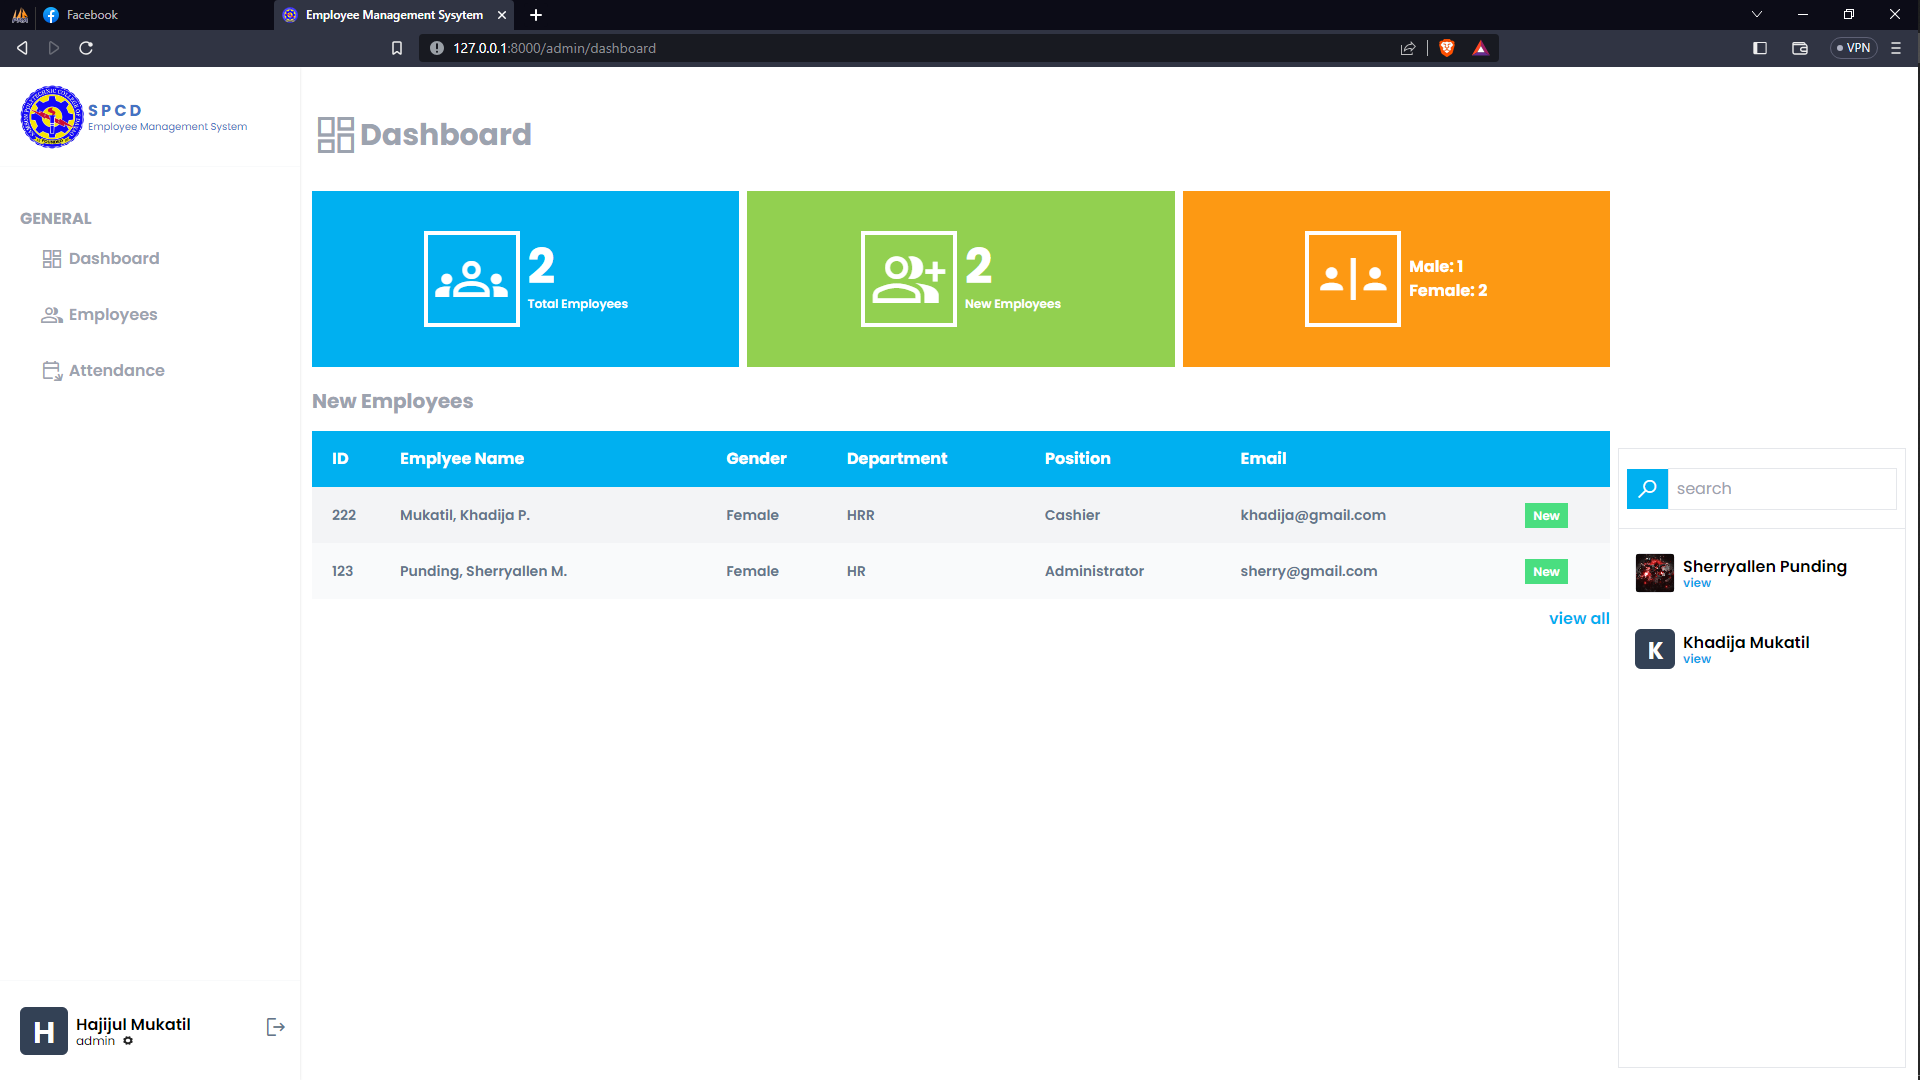 Facebook
Employee Management Sysytem
127.0.0.1:8000/admin/dashboard
VPN
SPCD
Employee Management System
GENERAL
Dashboard
Employees
Attendance
Dashboard
2
Total Employees
2
New Employees
Male: 1
Female: 2
New Employees
ID Emplyee Name Gender Department Position Email
222 Mukatil, Khadija P. Female HRR Cashier khadija@gmail.com New
123 Punding, Sherryallen M. Female HR Administrator sherry@gmail.com New
view all
search
Sherryallen Punding
view
K
Khadija Mukatil
view
H
Hajijul Mukatil
admin